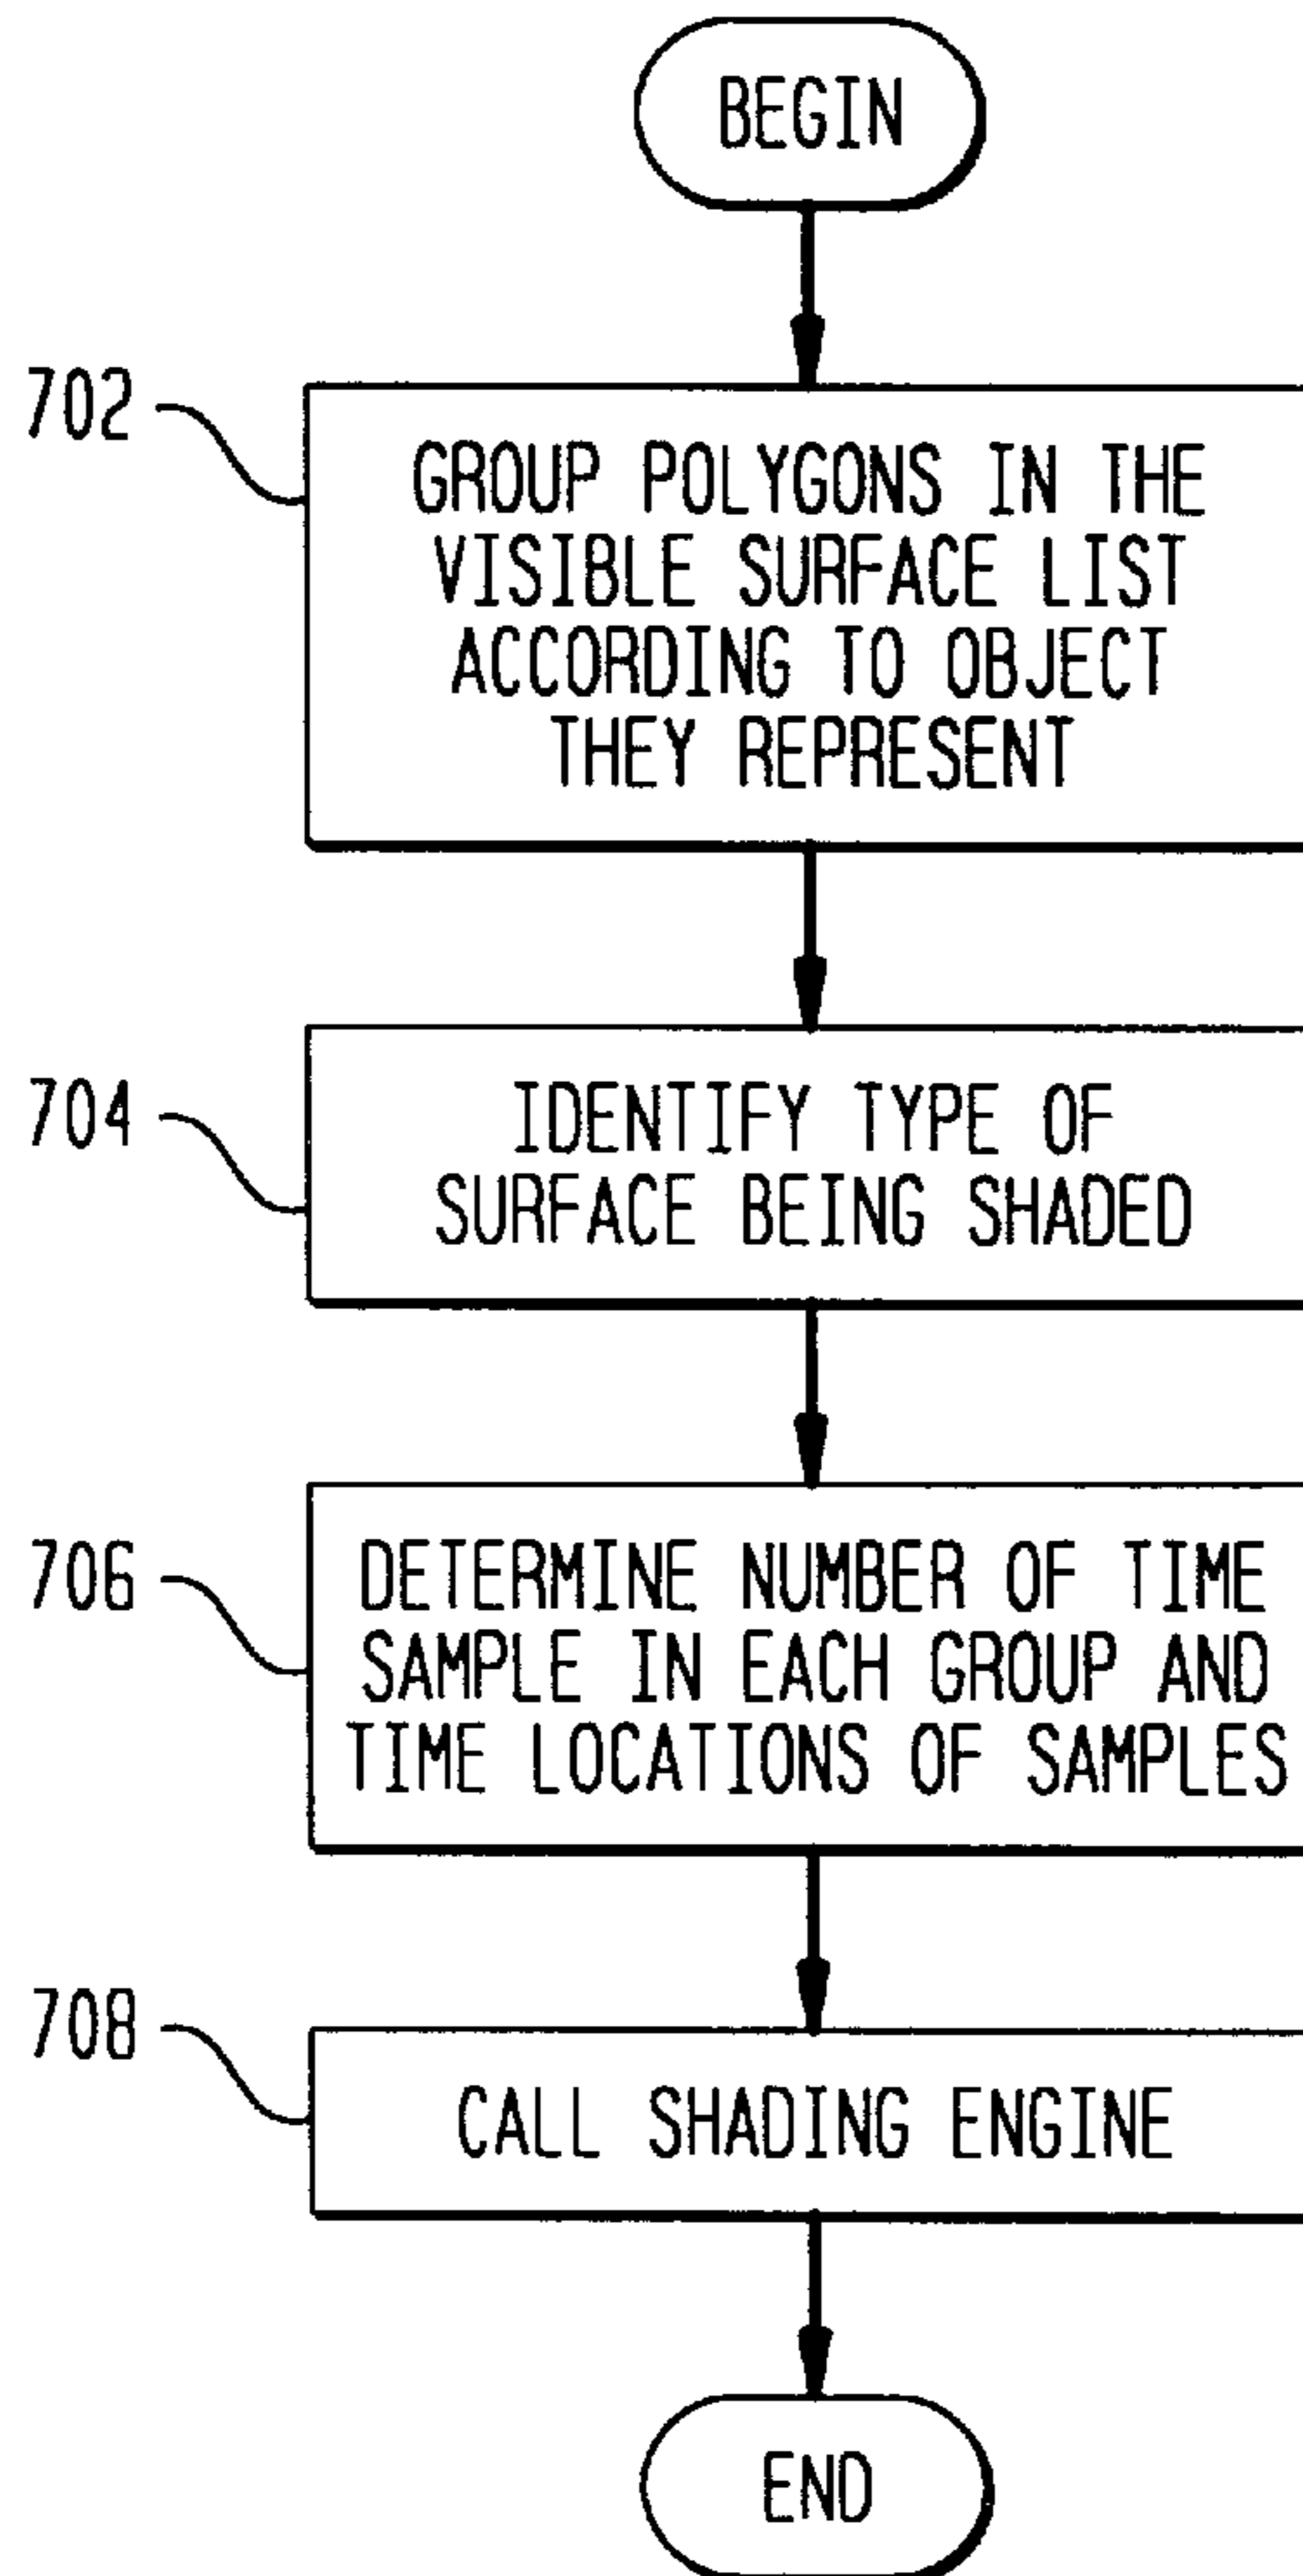 BEGIN
702
GROUP POLYGONS IN THE
VISIBLE SURFACE LIST
ACCORDING TO OBJECT
THEY REPRESENT
704
IDENTIFY TYPE OF
SURFACE BEING SHADED
706
DETERMINE NUMBER OF TIME
SAMPLE IN EACH GROUP AND
TIME LOCATIONS OF SAMPLES
708
CALL SHADING ENGINE
END